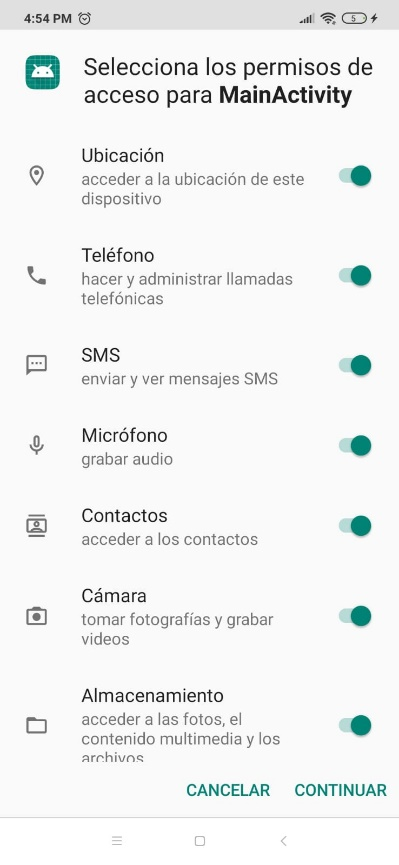 4:54 PM
5
Selecciona los permisos de
acceso para MainActivity
Ubicación
acceder a la ubicación de este
dispositivo
Teléfono
hacer y administrar llamadas
telefónicas
SMS
enviar y ver mensajes SMS
Micrófono
grabar audio
Contactos
acceder a los contactos
Cámara
tomar fotografías y grabar
videos
Almacenamiento
acceder a las fotos, el
contenido multimedia y los
archivos
CANCELAR CONTINUAR